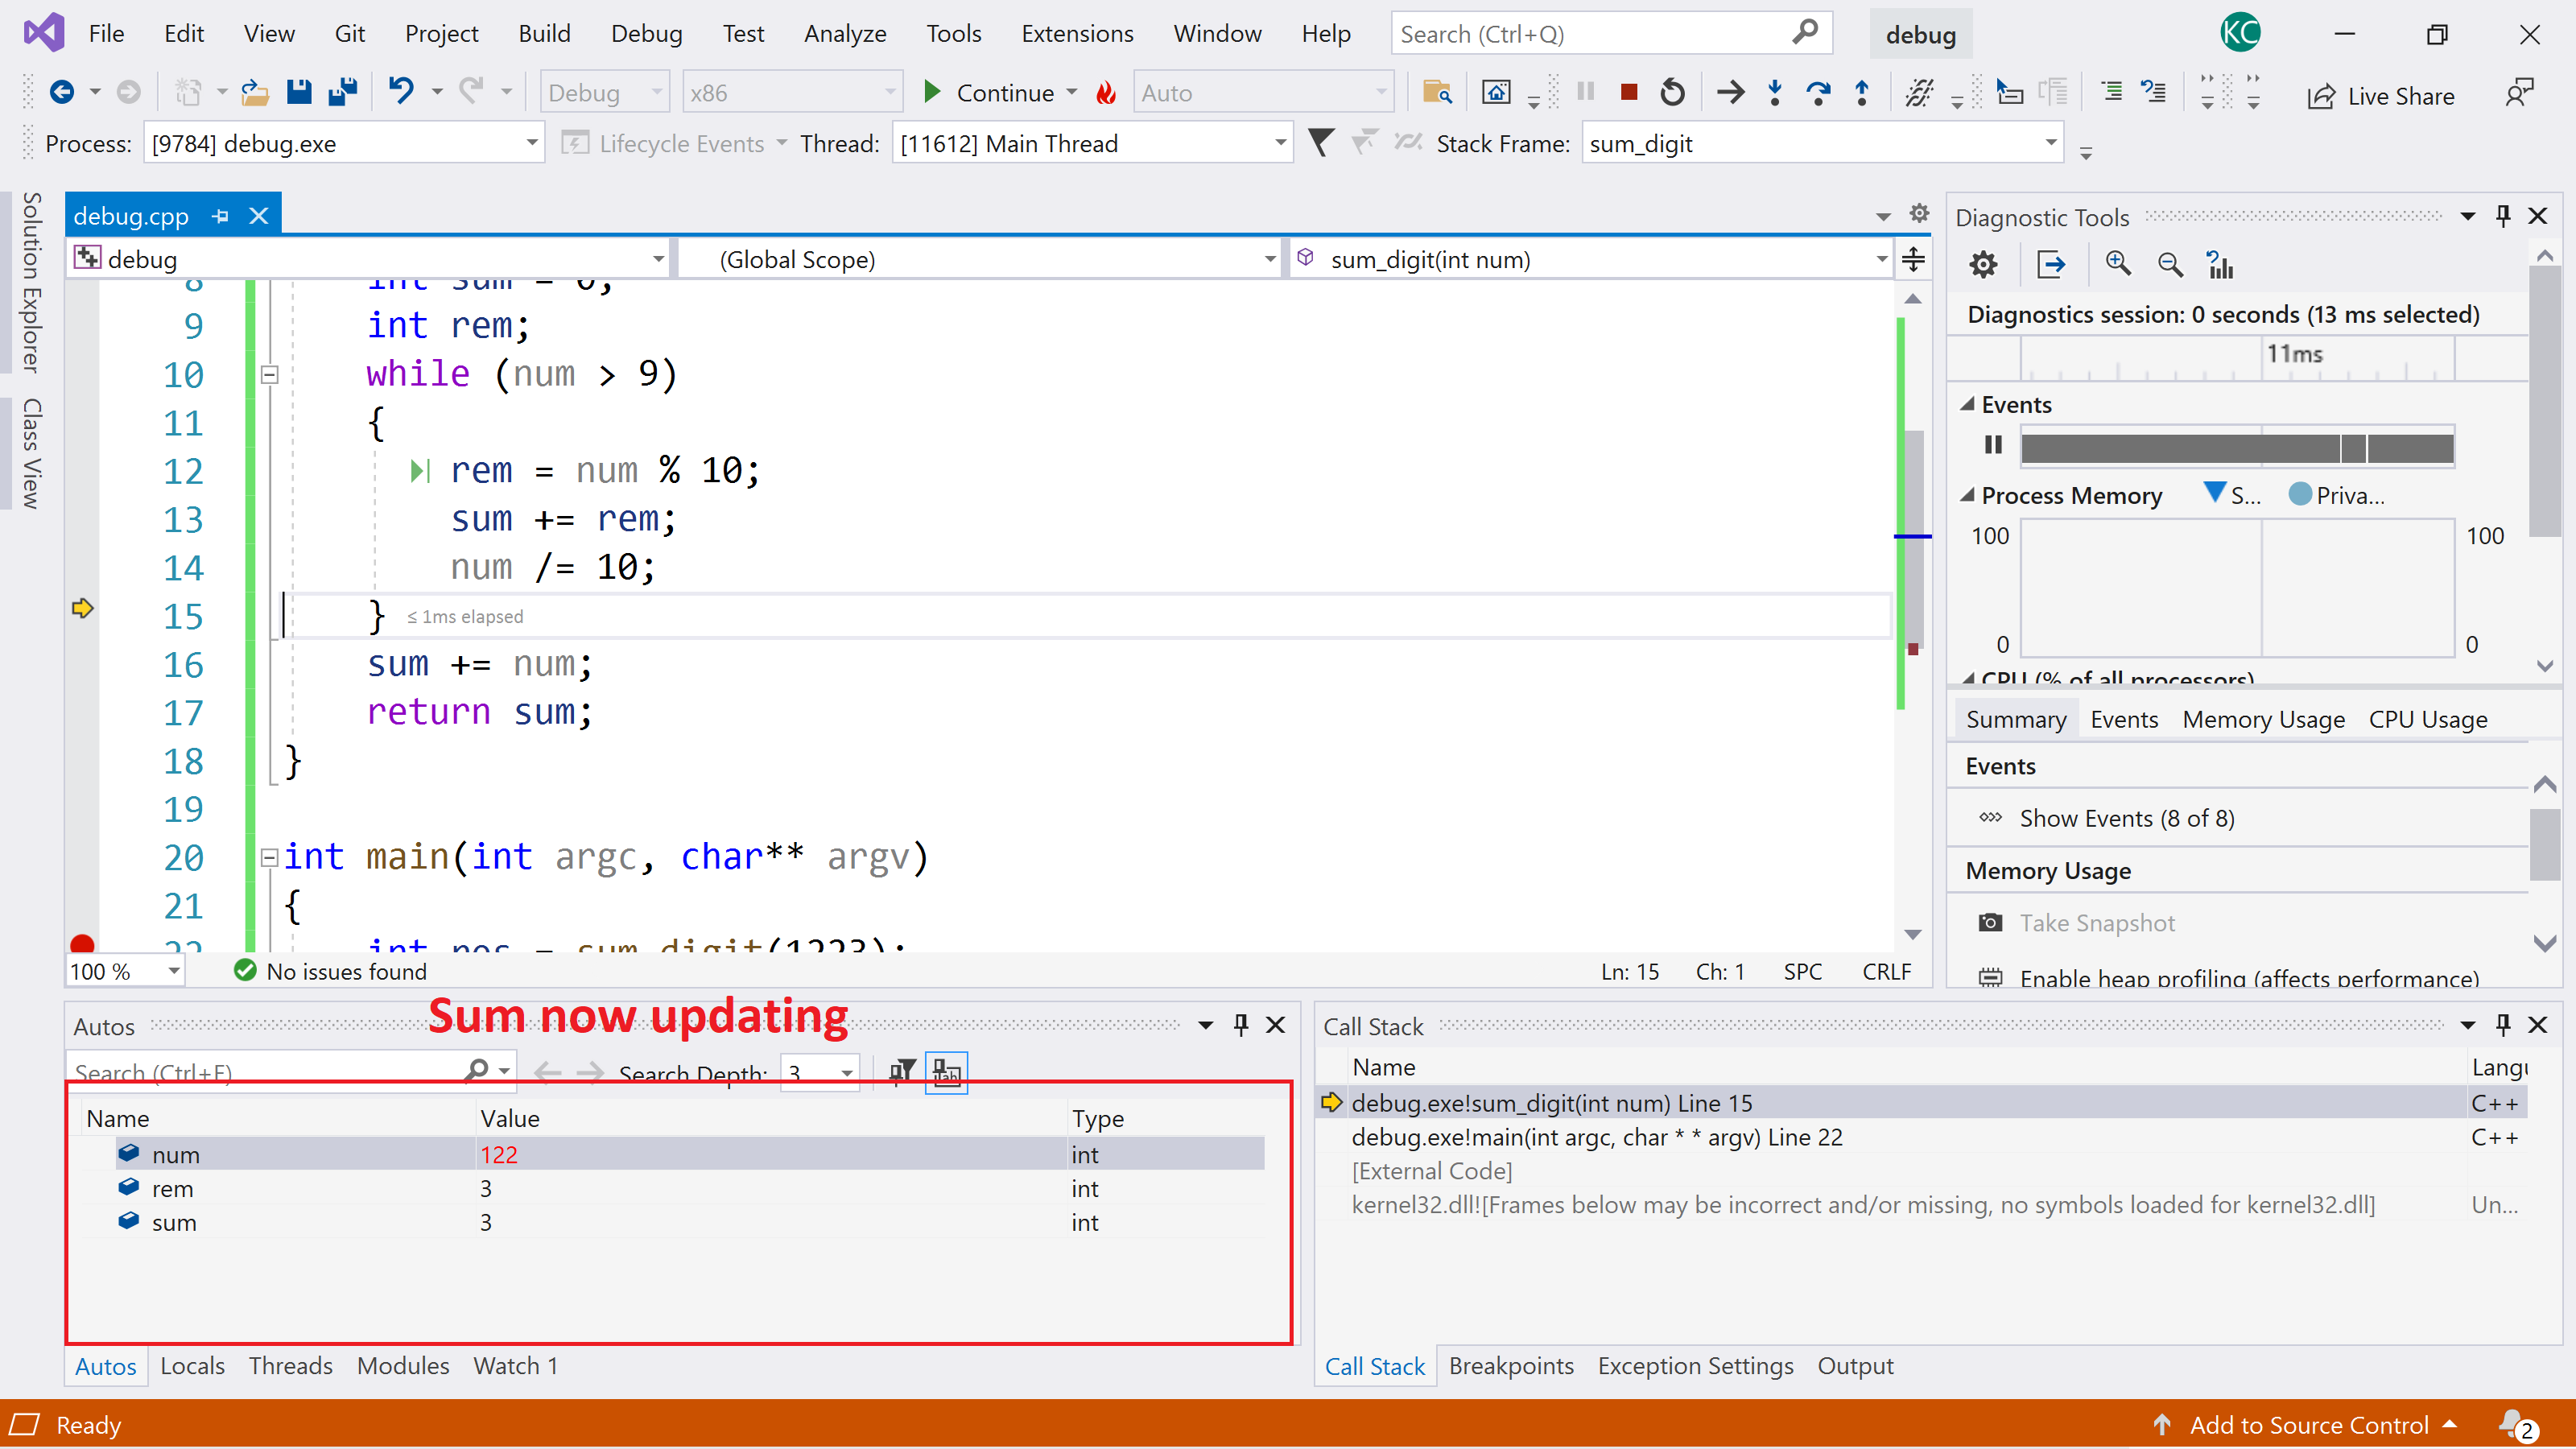 File Edit View Git Project Build Debug Test Analyze Tools Extensions Window Help Search (Ctrl+Q) debug KC
Debug x86 Continue Auto Live Share
Process: [9784] debug.exe Lifecycle Events Thread: [11612] Main Thread Stack Frame: sum_digit
Solution Explorer
Class View
debug.cpp
debug (Global Scope) sum_digit(int num)
8 int sum = 0;
9 int rem;
10 while (num > 9)
11 {
12 rem = num % 10;
13 sum += rem;
14 num /= 10;
15 } ≤ 1ms elapsed
16 sum += num;
17 return sum;
18 }
19
20 int main(int argc, char** argv)
21 {
22 int res = sum_digit(1223);
100 % No issues found Ln: 15 Ch: 1 SPC CRLF
Diagnostic Tools
Diagnostics session: 0 seconds (13 ms selected)
11ms
Events
Process Memory S... Priva...
100 100
0 0
CPU (% of all processors)
Summary Events Memory Usage CPU Usage
Events
Show Events (8 of 8)
Memory Usage
Take Snapshot
Enable heap profiling (affects performance)
Sum now updating
Autos
Search (Ctrl+E) Search Depth: 3
Name Value Type
num 122 int
rem 3 int
sum 3 int
Autos Locals Threads Modules Watch 1
Call Stack
Name Langu
debug.exe!sum_digit(int num) Line 15 C++
debug.exe!main(int argc, char * * argv) Line 22 C++
[External Code]
kernel32.dll![Frames below may be incorrect and/or missing, no symbols loaded for kernel32.dll] Un...
Call Stack Breakpoints Exception Settings Output
Ready Add to Source Control 2